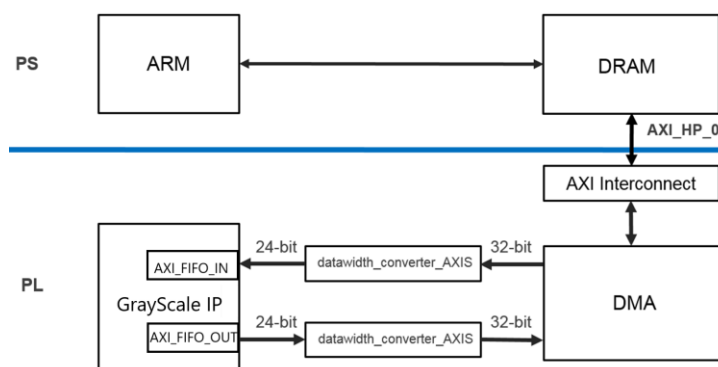 PS
ARM
DRAM
AXI_HP_0
AXI Interconnect
PL
AXI_FIFO_IN
24-bit
datawidth_converter_AXIS
32-bit
GrayScale IP
DMA
AXI_FIFO_OUT
24-bit
datawidth_converter_AXIS
32-bit